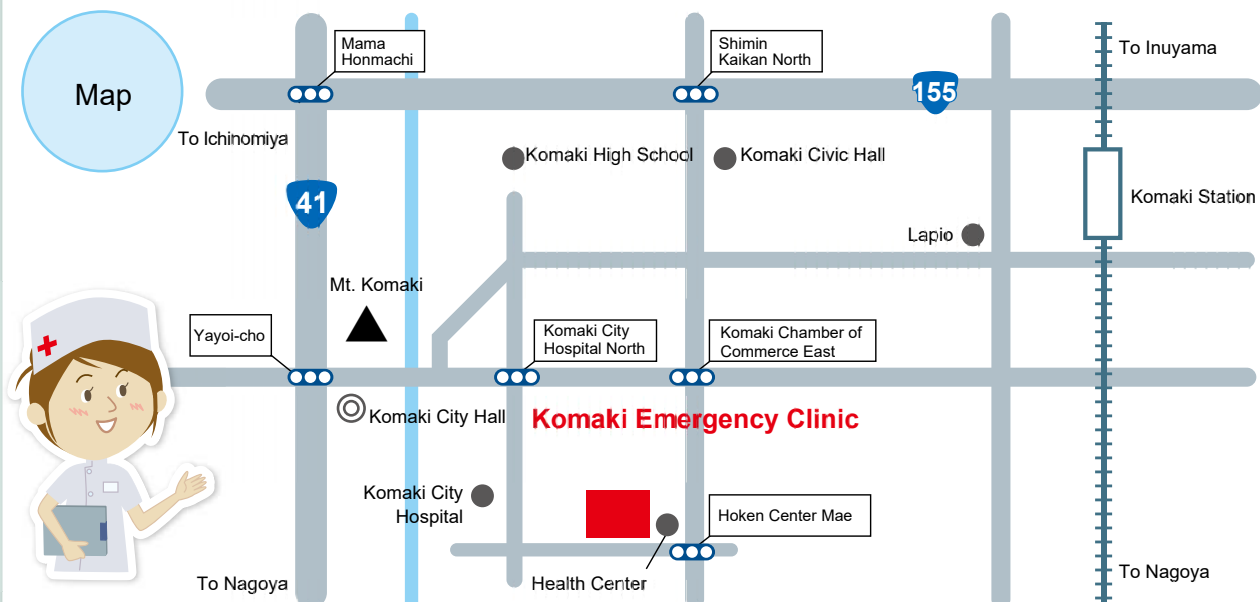 Map
Mama
Honmachi
Shimin
Kaikan North
To Inuyama
155
To Ichinomiya
Komaki High School
Komaki Civic Hall
41
Komaki Station
Lapio
Mt. Komaki
Yayoi-cho
Komaki City
Hospital North
Komaki Chamber of
Commerce East
Komaki City Hall
Komaki Emergency Clinic
Komaki City
Hospital
Hoken Center Mae
To Nagoya
Health Center
To Nagoya